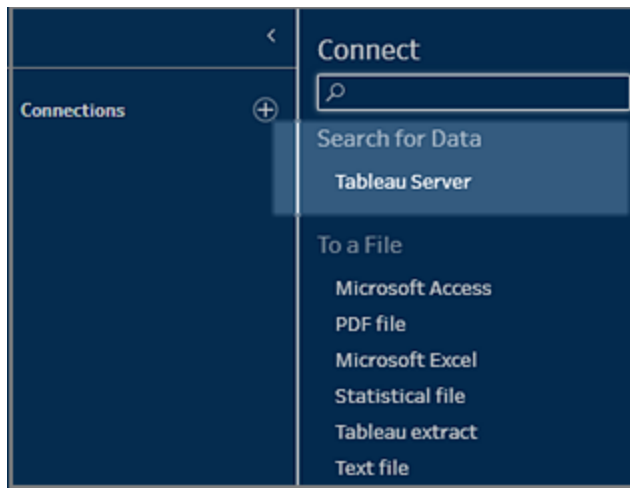 Connections
Connect
Search for Data
Tableau Server
To a File
Microsoft Access
PDF file
Microsoft Excel
Statistical file
Tableau extract
Text file